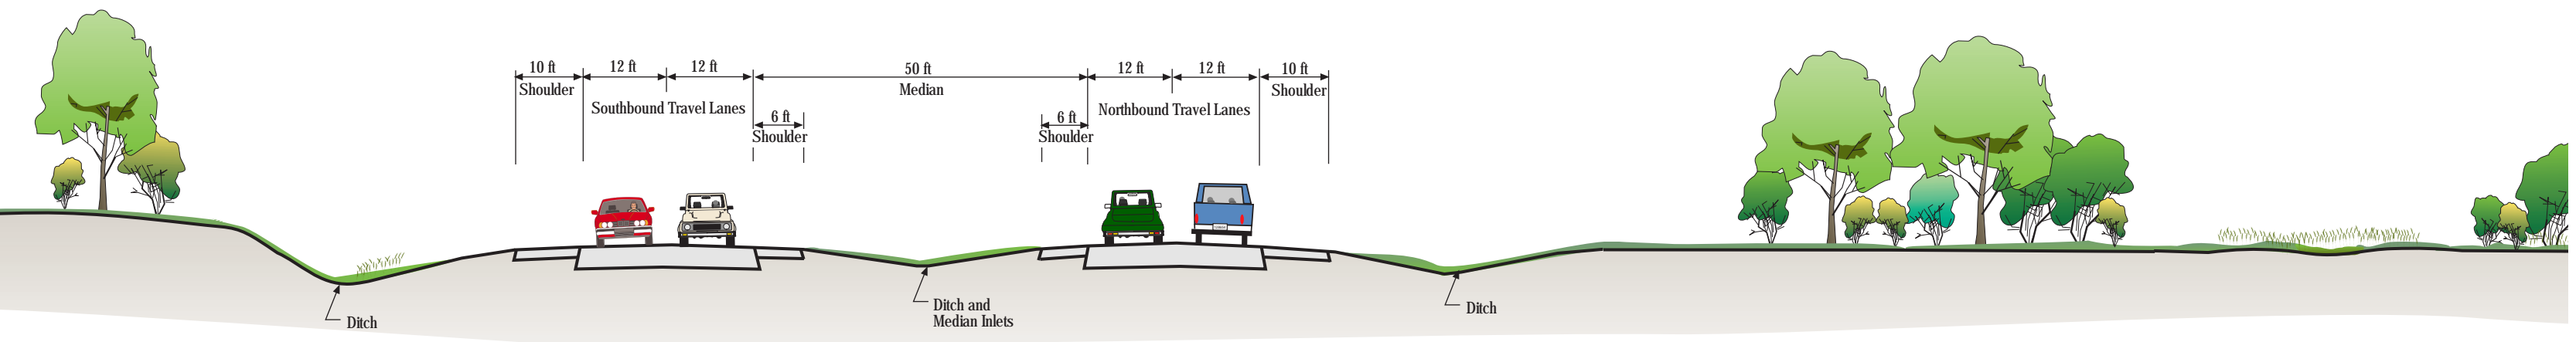 10 ft
12 ft
12 ft
50 ft
12 ft
12 ft
10 ft
Shoulder
Southbound Travel Lanes
Median
Northbound Travel Lanes
Shoulder
6 ft
Shoulder
6 ft
Shoulder
Ditch
Ditch and
Median Inlets
Ditch